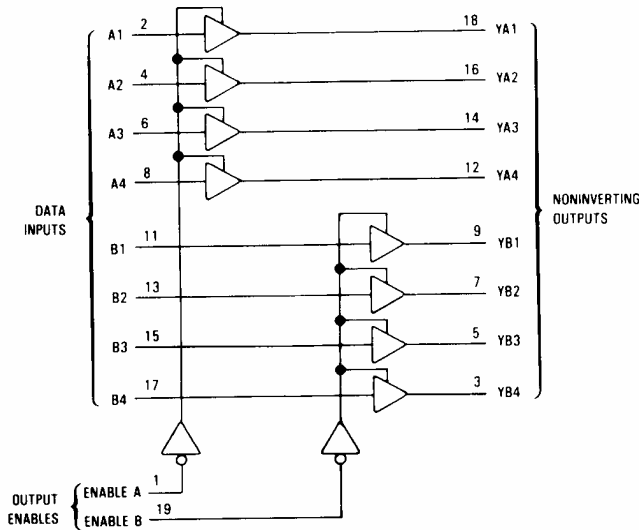 A1 2 18 YA1
A2 4 16 YA2
A3 6 14 YA3
A4 8 12 YA4
DATA INPUTS
NONINVERTING OUTPUTS
B1 11 9 YB1
B2 13 7 YB2
B3 15 5 YB3
B4 17 3 YB4
OUTPUT ENABLES
ENABLE A 1
ENABLE B 19